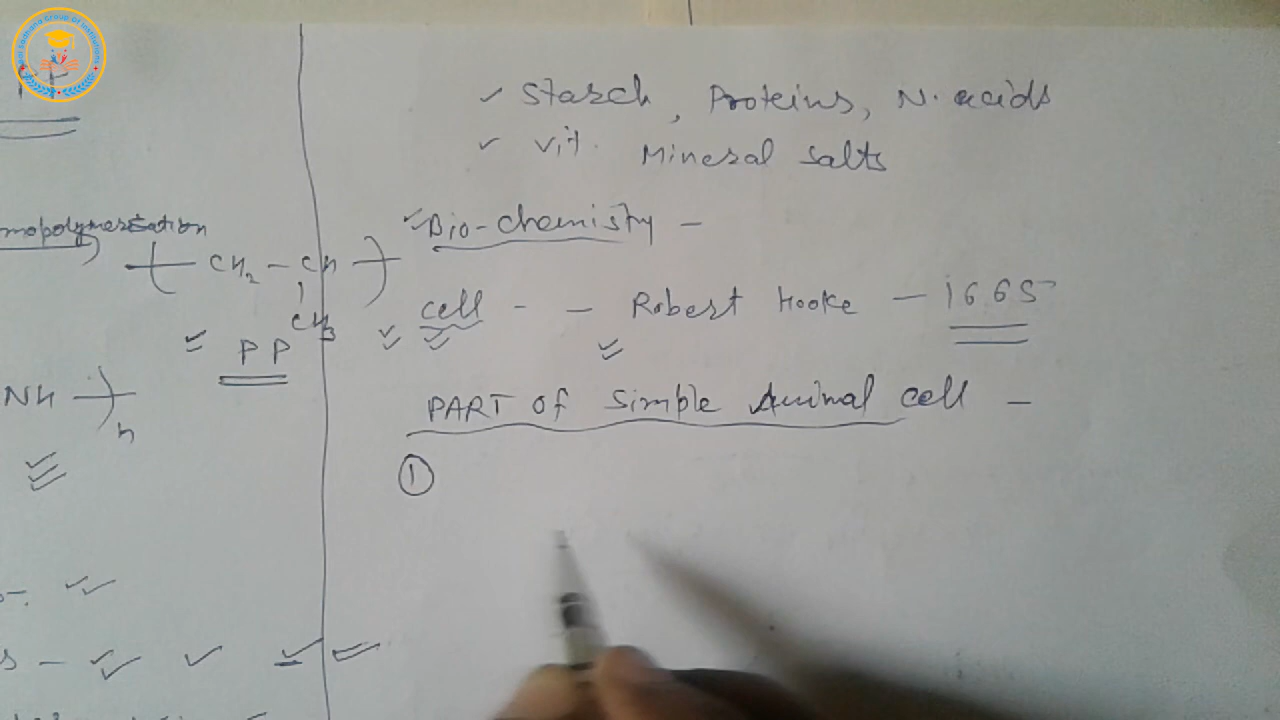 Starch, Proteins, N. acids
Vit. Mineral salts
Bio-chemistry -
cell - - Robert Hooke - 1665
PART OF Simple Animal cell -
①
mopolymerisation
( CH2 - CH )
CH3
PP
NH )n